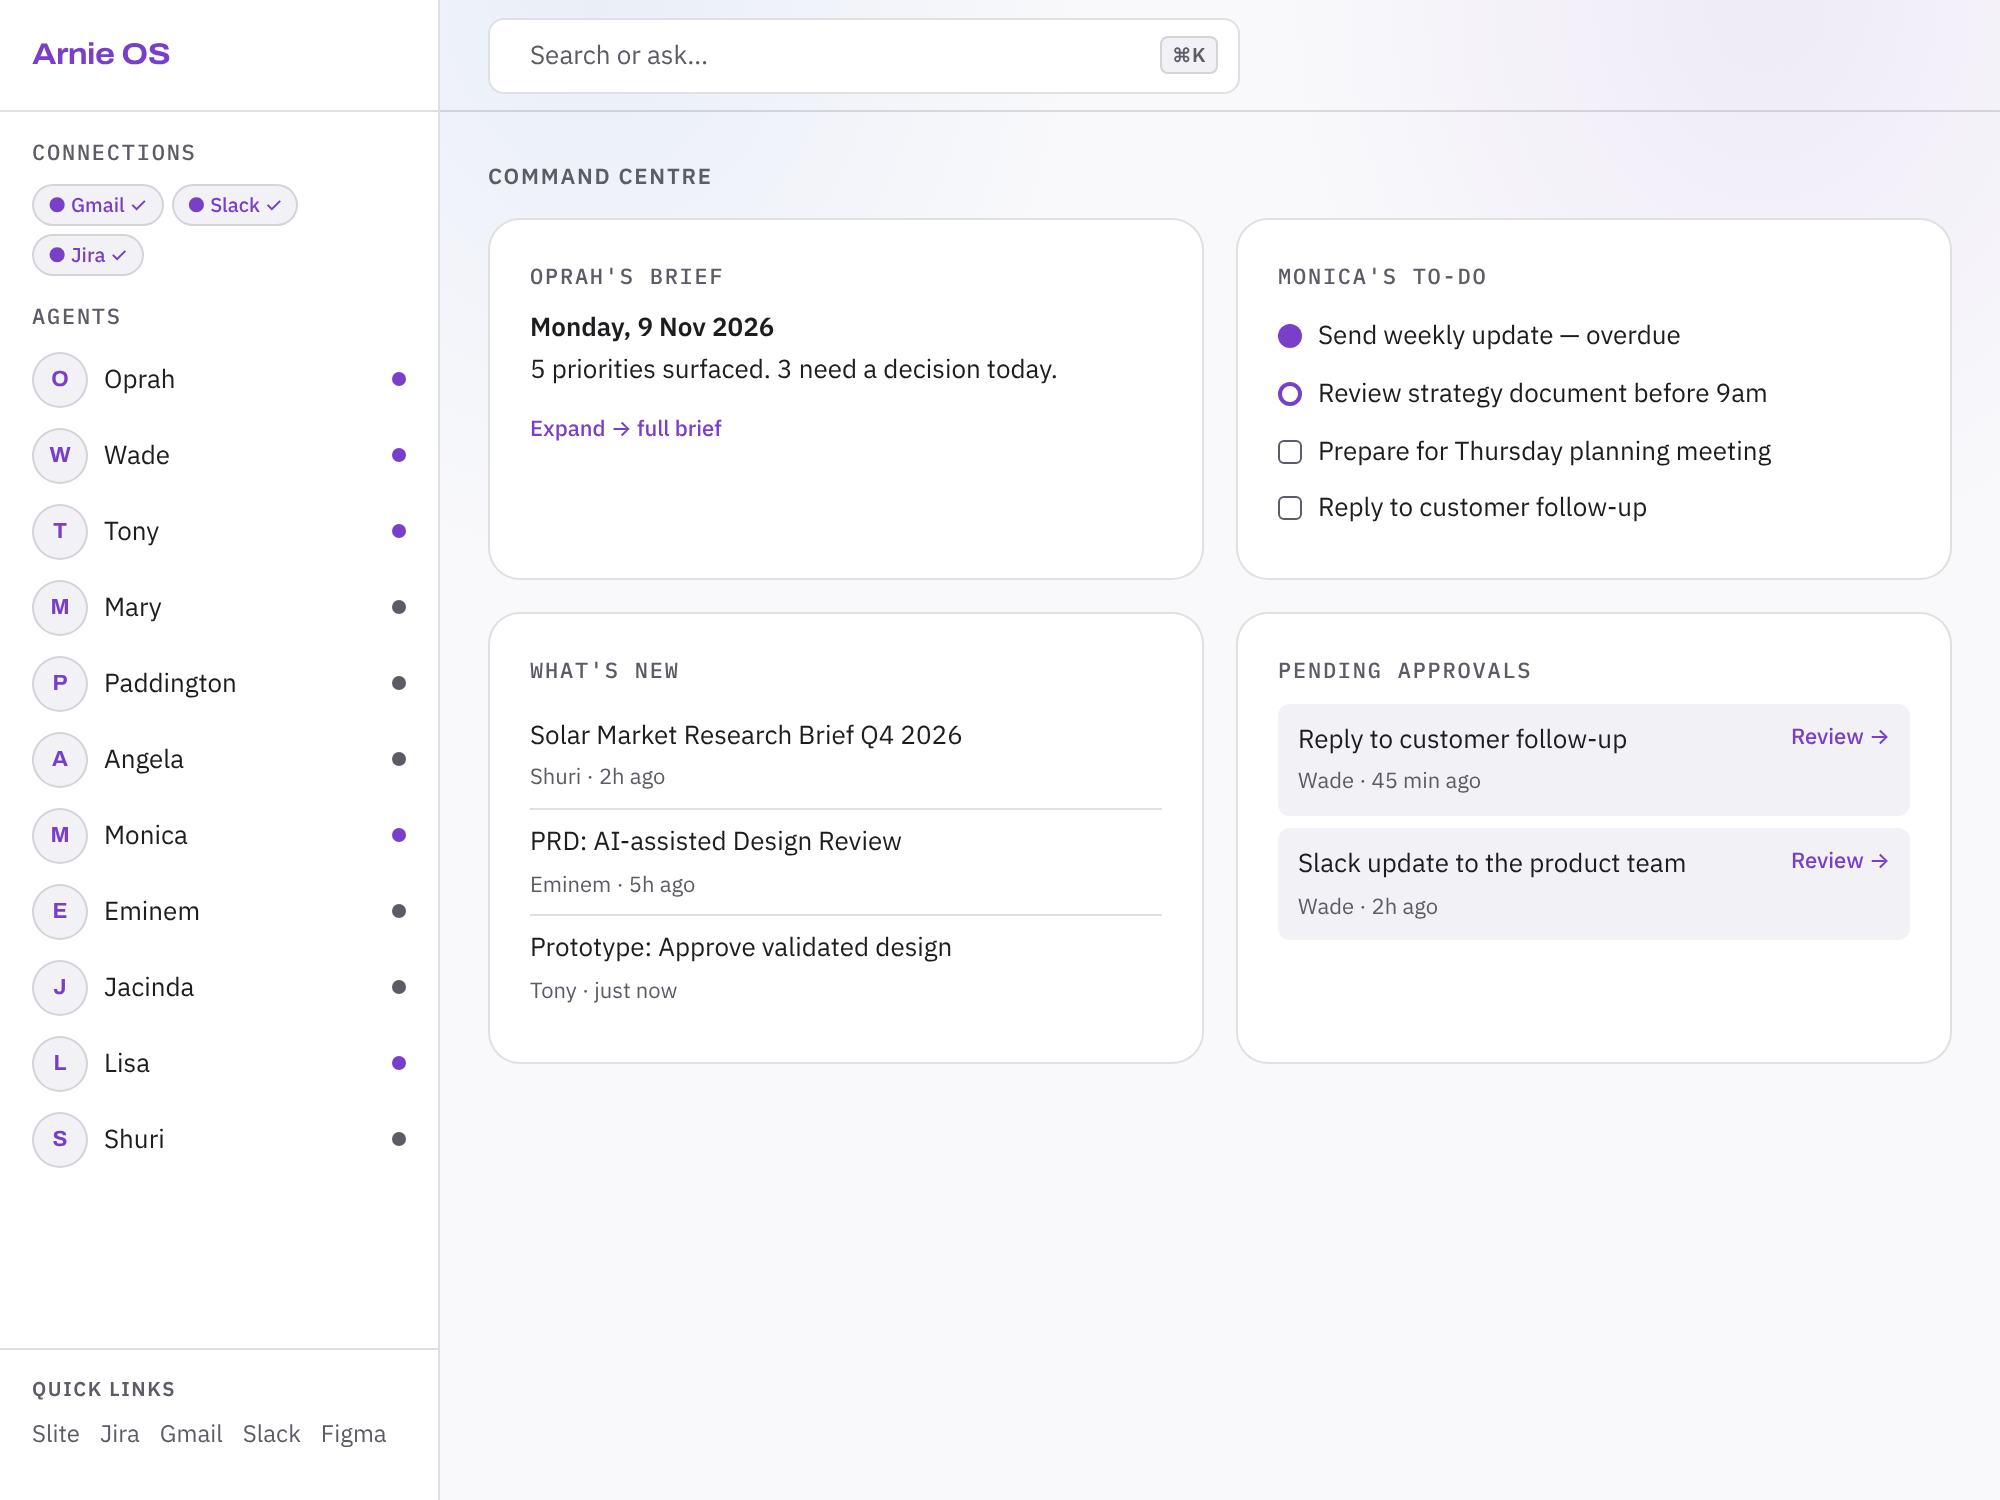 Arnie OS
Search or ask...
⌘K
CONNECTIONS
Gmail ✓
Slack ✓
Jira ✓
AGENTS
O Oprah
W Wade
T Tony
M Mary
P Paddington
A Angela
M Monica
E Eminem
J Jacinda
L Lisa
S Shuri
QUICK LINKS
Slite Jira Gmail Slack Figma
COMMAND CENTRE
OPRAH'S BRIEF
Monday, 9 Nov 2026
5 priorities surfaced. 3 need a decision today.
Expand → full brief
MONICA'S TO-DO
Send weekly update — overdue
Review strategy document before 9am
Prepare for Thursday planning meeting
Reply to customer follow-up
WHAT'S NEW
Solar Market Research Brief Q4 2026
Shuri · 2h ago
PRD: AI-assisted Design Review
Eminem · 5h ago
Prototype: Approve validated design
Tony · just now
PENDING APPROVALS
Reply to customer follow-up
Review →
Wade · 45 min ago
Slack update to the product team
Review →
Wade · 2h ago